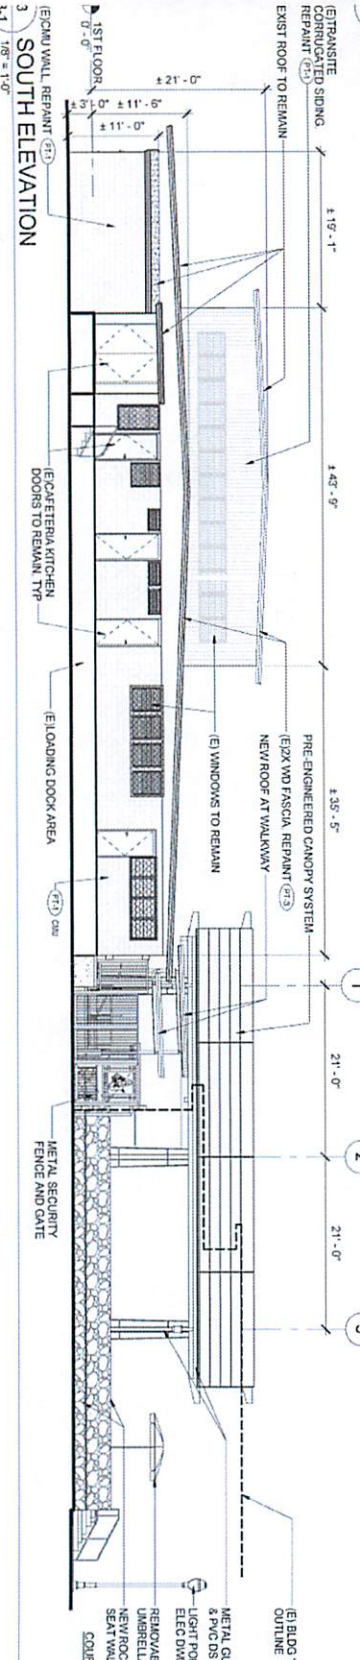 (E)TRANSITE
CORRUGATED SIDING,
REPAINT PT-1
EXIST ROOF TO REMAIN
± 19' - 1"
± 43' - 9"
± 35' - 5"
21' - 0"
21' - 0"
1
2
3
± 21' - 0"
± 11' - 6"
± 3' - 0"
± 11' - 0"
1ST FLOOR
0' - 0"
PRE-ENGINEERED CANOPY SYSTEM
(E)2X WD FASCIA, REPAINT PT-3
NEW ROOF AT WALKWAY
(E) WINDOWS TO REMAIN
(E) BLDG
OUTLINE
METAL GU
& PVC DS
LIGHT PO
ELEC DW
REMOVAB
UMBRELL
NEW ROC
SEAT WAL
COUR
(E)CMU WALL, REPAINT PT-1
(E)CAFETERIA KITCHEN
DOORS TO REMAIN, TYP
(E)LOADING DOCK AREA
PT-1 CMU
METAL SECURITY
FENCE AND GATE
3
SOUTH ELEVATION
1/8" = 1'-0"